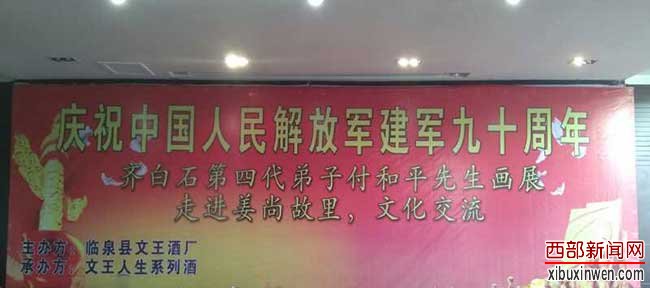 庆祝中国人民解放军建军九十周年
齐白石第四代弟子付和平先生画展
走进姜尚故里，文化交流
主办方：临泉县文王酒厂
承办方：文王人生系列酒
西部新闻网
xibuxinwen.com